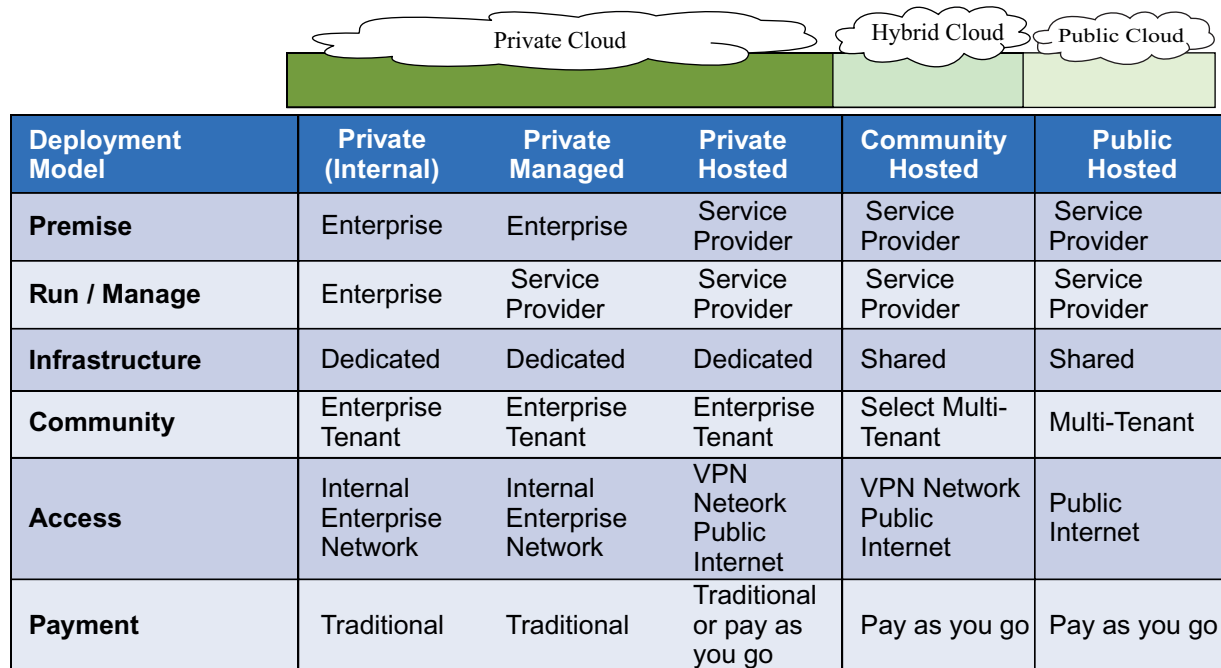 Private Cloud
Hybrid Cloud
Public Cloud
Deployment
Model
Private
(Internal)
Private
Managed
Private
Hosted
Community
Hosted
Public
Hosted
Premise
Enterprise
Enterprise
Service
Provider
Service
Provider
Service
Provider
Run / Manage
Enterprise
Service
Provider
Service
Provider
Service
Provider
Service
Provider
Infrastructure
Dedicated
Dedicated
Dedicated
Shared
Shared
Community
Enterprise
Tenant
Enterprise
Tenant
Enterprise
Tenant
Select Multi-
Tenant
Multi-Tenant
Access
Internal
Enterprise
Network
Internal
Enterprise
Network
VPN
Neteork
Public
Internet
VPN Network
Public
Internet
Public
Internet
Payment
Traditional
Traditional
Traditional
or pay as
you go
Pay as you go
Pay as you go